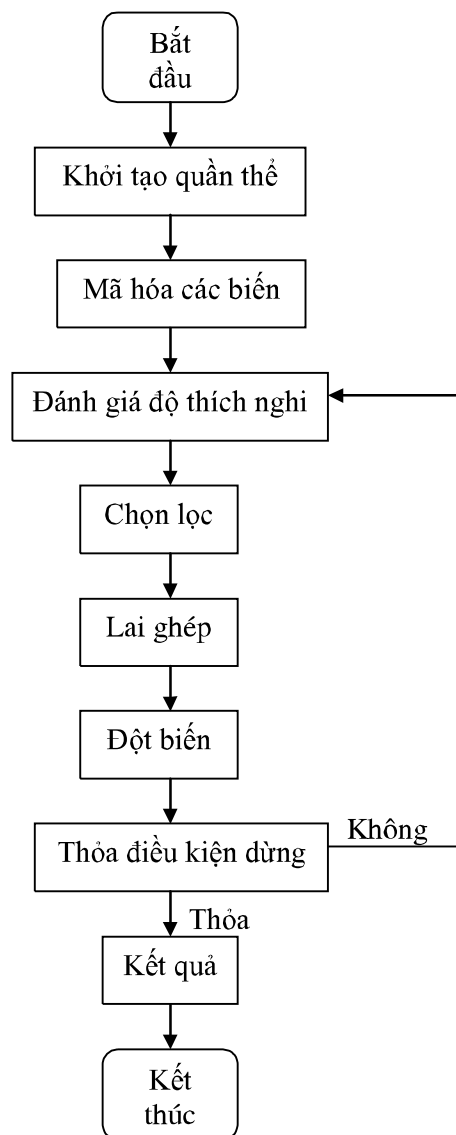 Bắt
đầu
Khởi tạo quần thể
Mã hóa các biến
Đánh giá độ thích nghi
Chọn lọc
Lai ghép
Đột biến
Không
Thỏa điều kiện dừng
Thỏa
Kết quả
Kết
thúc